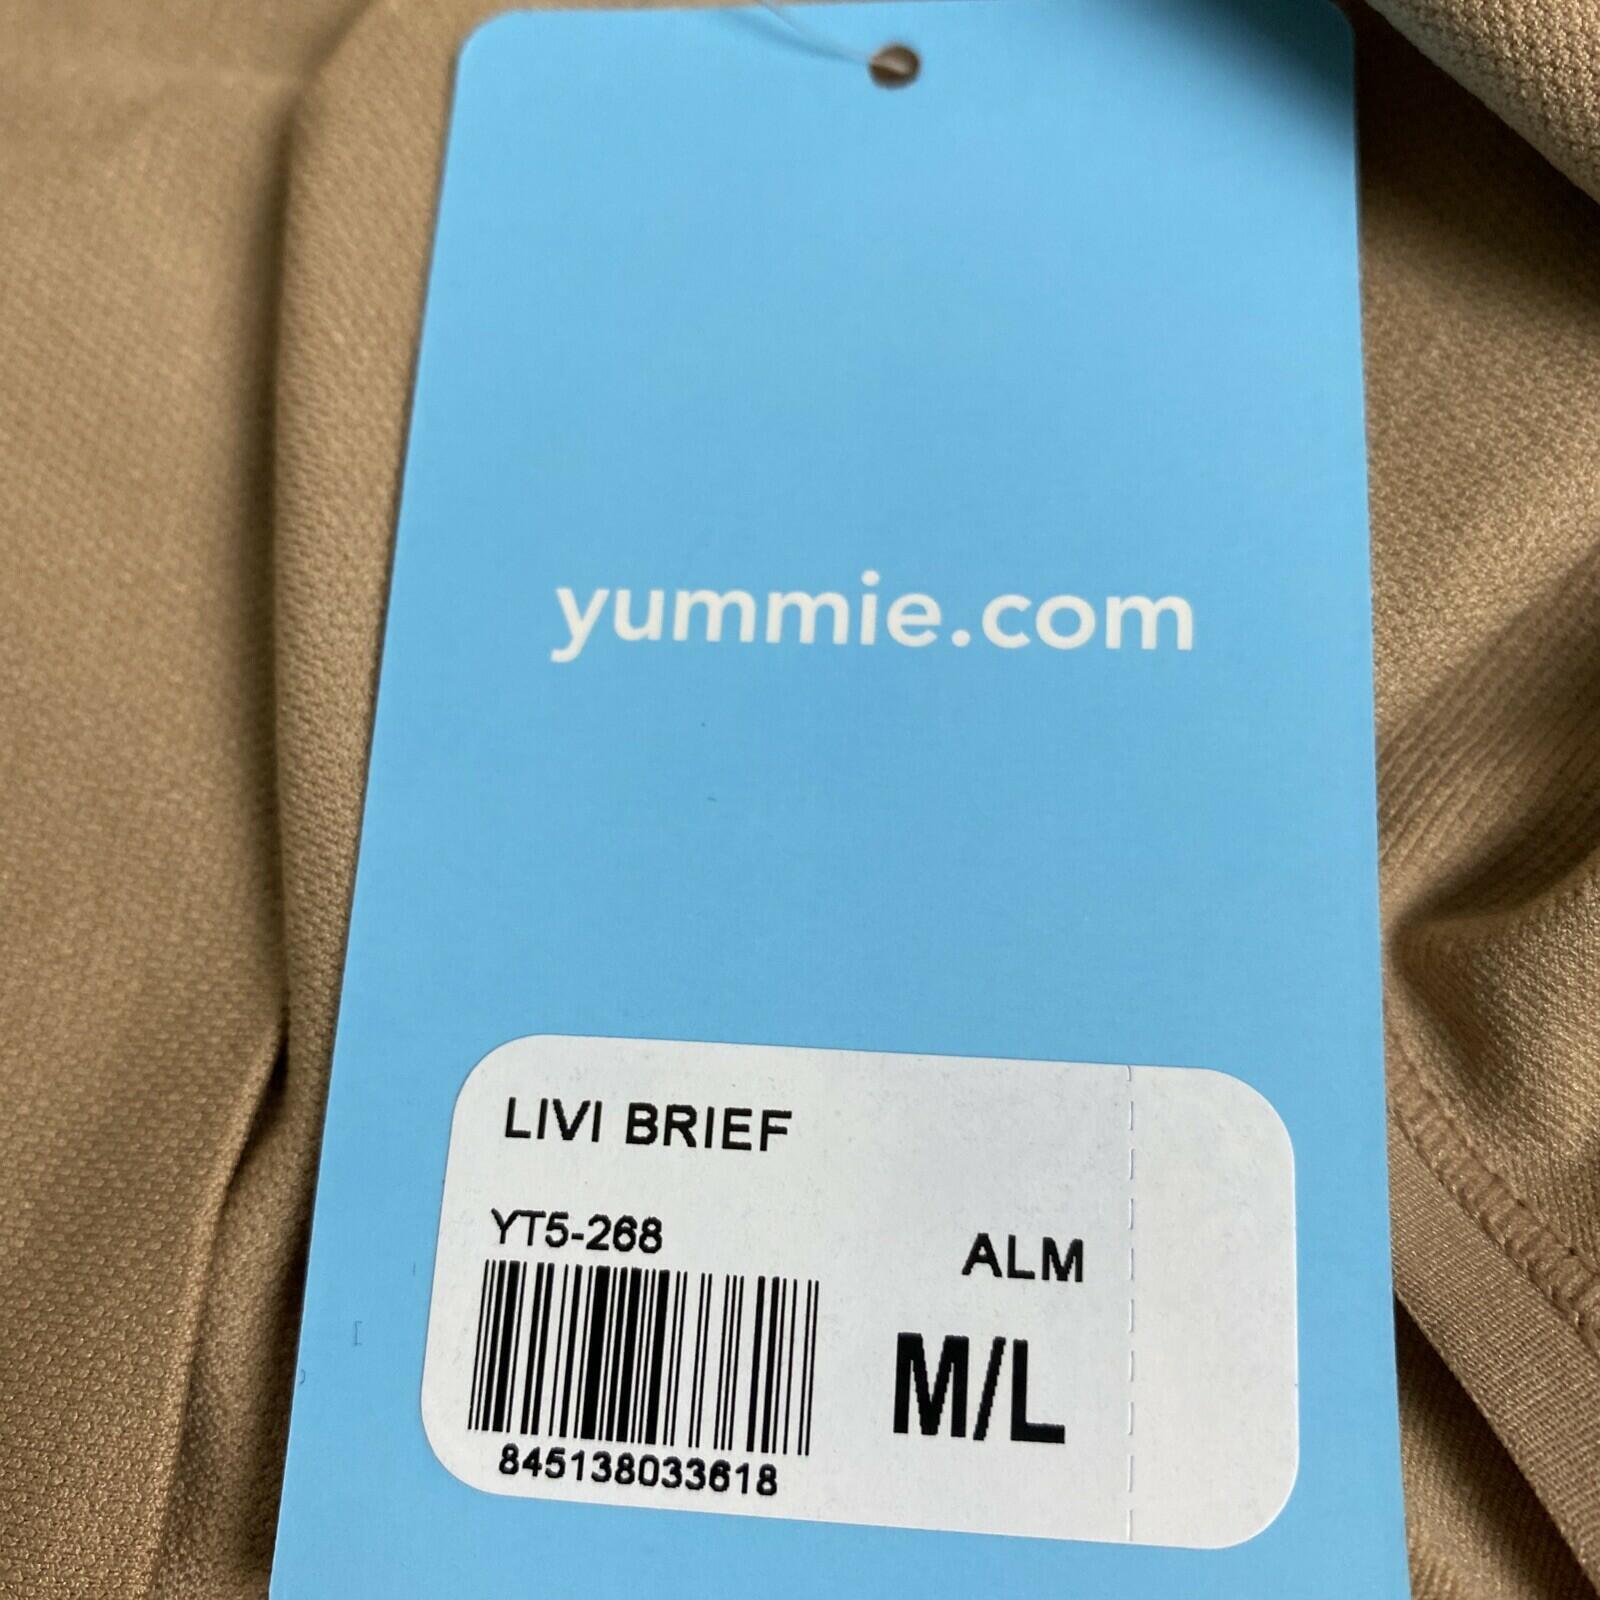 yummie.com
LIVI BRIEF
YT5-268
ALM
M/L
845138033618